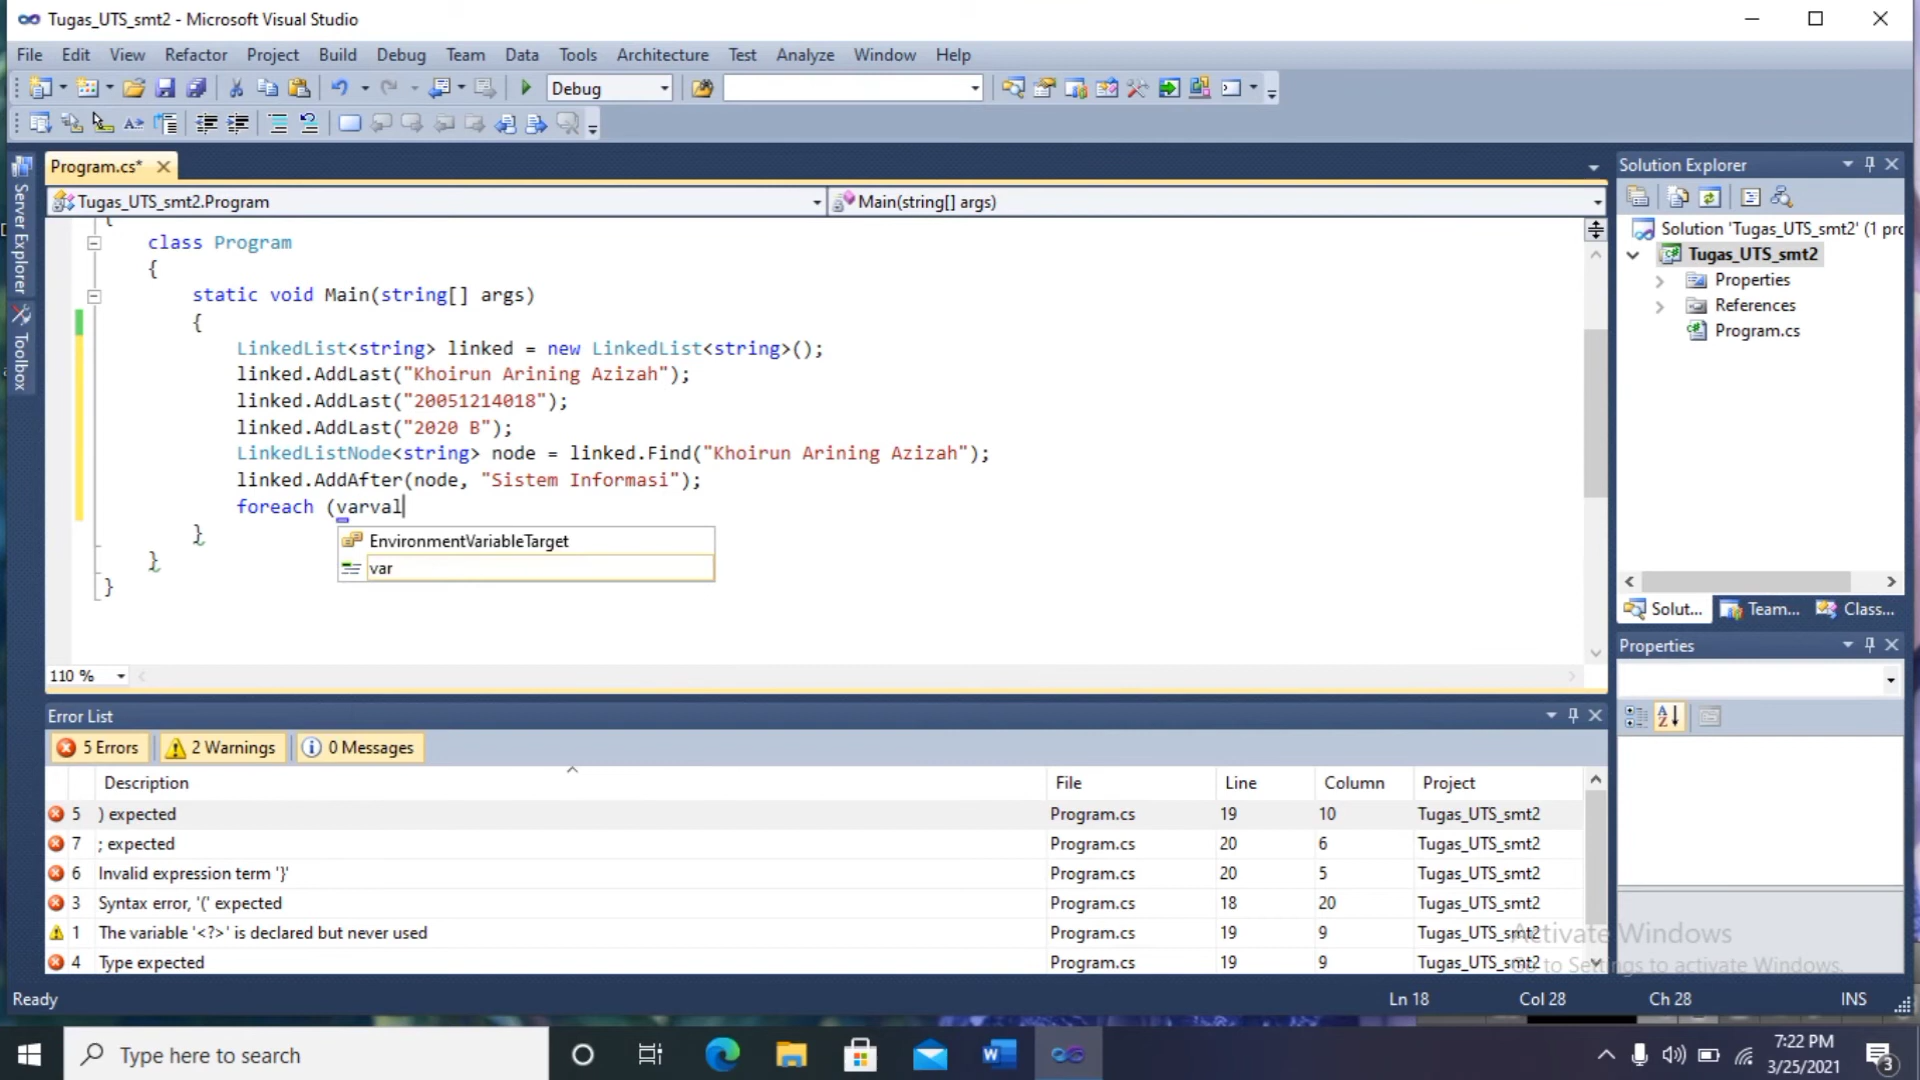 Tugas_UTS_smt2 - Microsoft Visual Studio
File Edit View Refactor Project Build Debug Team Data Tools Architecture Test Analyze Window Help
Debug
Program.cs*
Tugas_UTS_smt2.Program
Main(string[] args)
Server Explorer
Toolbox
{
class Program
{
static void Main(string[] args)
{
LinkedList<string> linked = new LinkedList<string>();
linked.AddLast("Khoirun Arining Azizah");
linked.AddLast("20051214018");
linked.AddLast("2020 B");
LinkedListNode<string> node = linked.Find("Khoirun Arining Azizah");
linked.AddAfter(node, "Sistem Informasi");
foreach (varval
}
}
}
EnvironmentVariableTarget
var
110 %
Solution Explorer
Solution 'Tugas_UTS_smt2' (1 pro
Tugas_UTS_smt2
Properties
References
Program.cs
Solut... Team... Class...
Properties
Error List
5 Errors 2 Warnings 0 Messages
Description File Line Column Project
5 ) expected Program.cs 19 10 Tugas_UTS_smt2
7 ; expected Program.cs 20 6 Tugas_UTS_smt2
6 Invalid expression term '}' Program.cs 20 5 Tugas_UTS_smt2
3 Syntax error, '(' expected Program.cs 18 20 Tugas_UTS_smt2
1 The variable '<?>' is declared but never used Program.cs 19 9 Tugas_UTS_smt2
4 Type expected Program.cs 19 9 Tugas_UTS_smt2
Activate Windows
Go to Settings to activate Windows.
Ready Ln 18 Col 28 Ch 28 INS
Type here to search
7:22 PM
3/25/2021
3